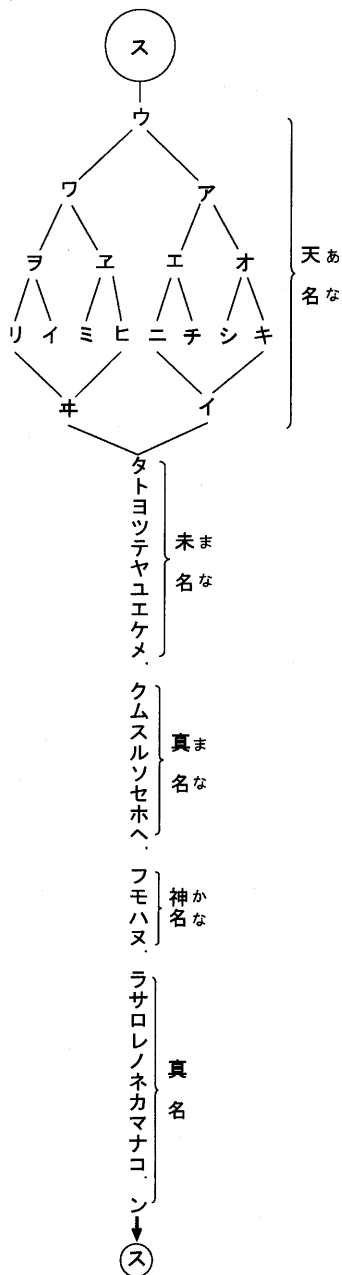 ス
ウ
ワ ア
ヲ ヱ エ オ
リ イ ミ ヒ ニ チ シ キ
ヰ イ
天名
あな
タトヨツテヤユエケメ.
未名
まな
クムスルソセホヘ.
真名
まな
フモハヌ.
神名
かな
ラサロレノネカマナコ.
真名
ン
ス